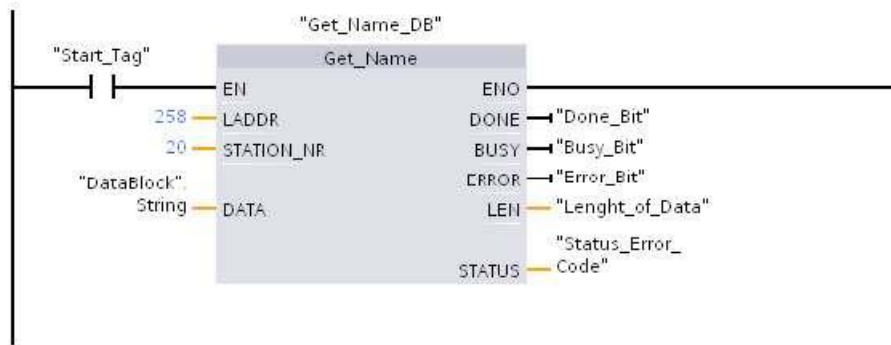 "Get_Name_DB"
"Start_Tag"
Get_Name
EN ENO
258 LADDR DONE "Done_Bit"
20 STATION_NR BUSY "Busy_Bit"
ERROR "Error_Bit"
"DataBlock".
String DATA LEN "Lenght_of_Data"
"Status_Error_
STATUS Code"